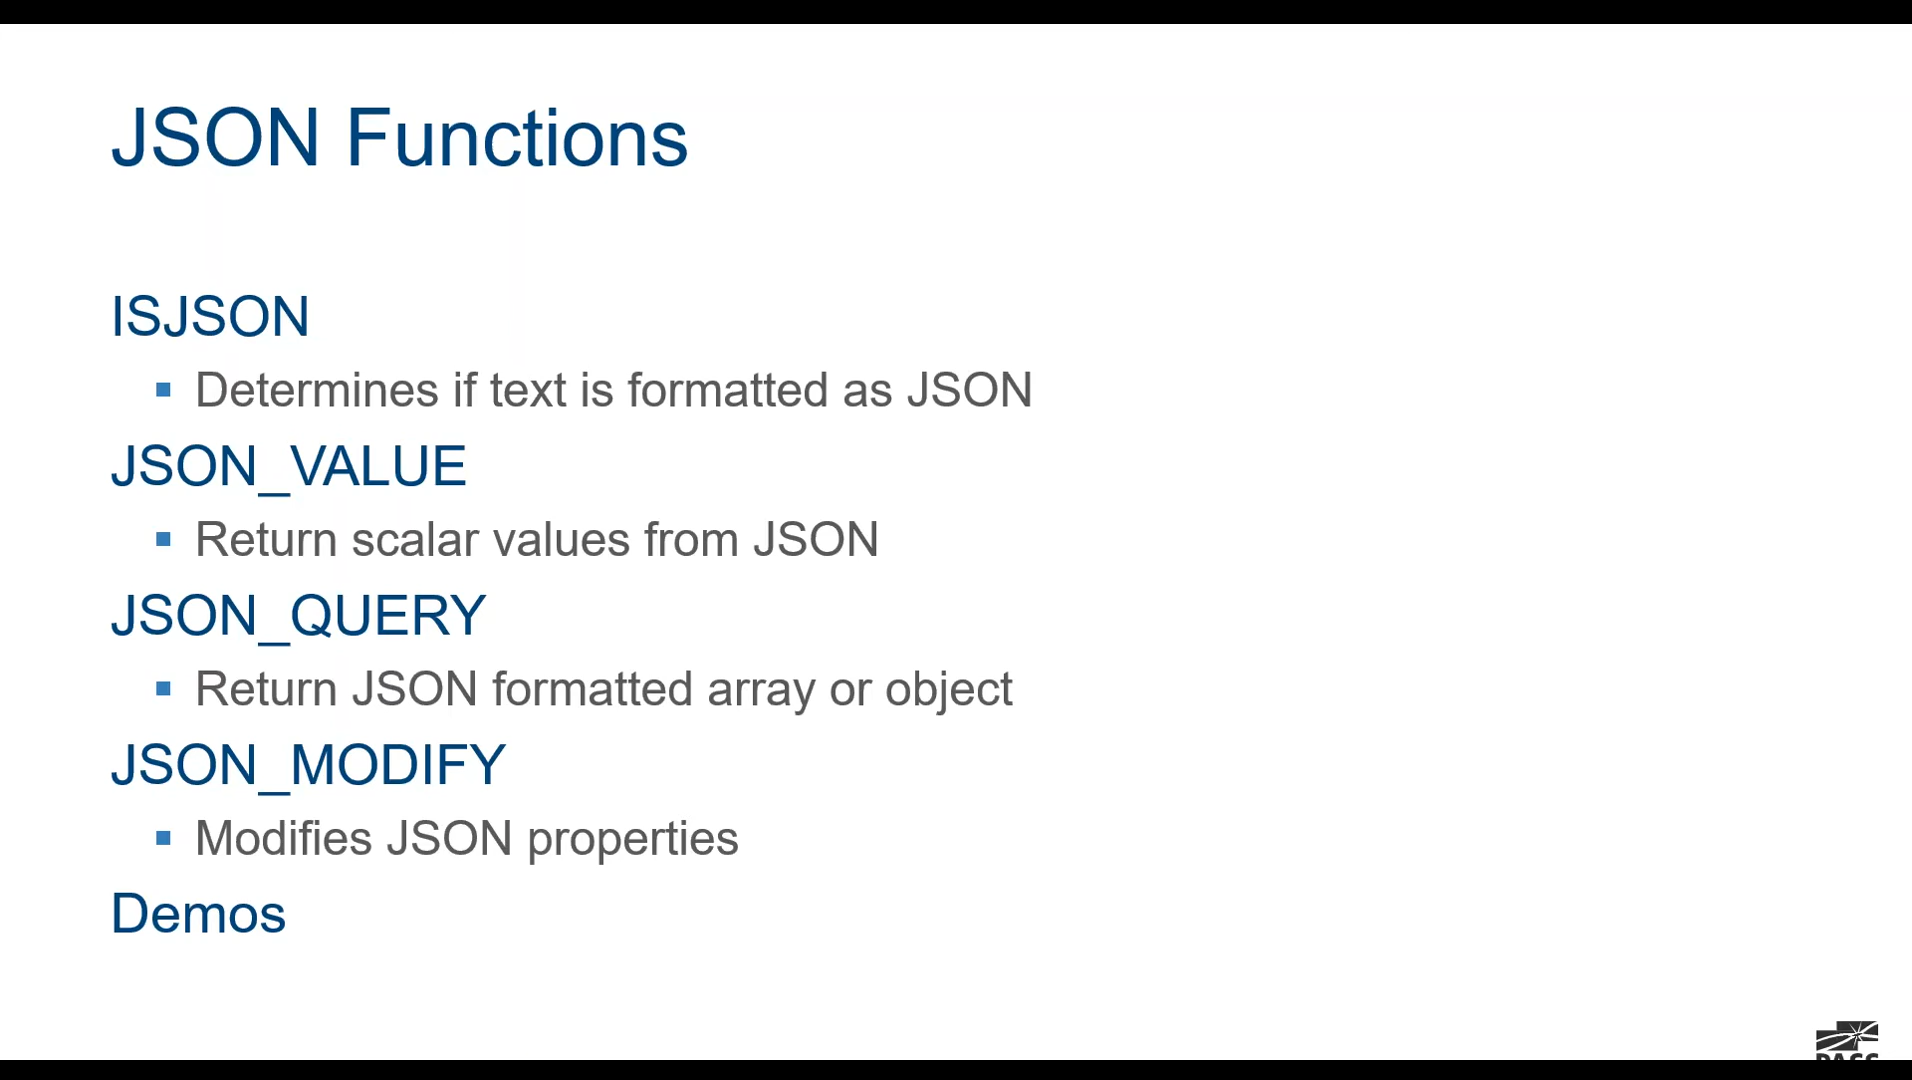 JSON Functions
ISJSON
▪ Determines if text is formatted as JSON
JSON_VALUE
▪ Return scalar values from JSON
JSON_QUERY
▪ Return JSON formatted array or object
JSON_MODIFY
▪ Modifies JSON properties
Demos
PASS